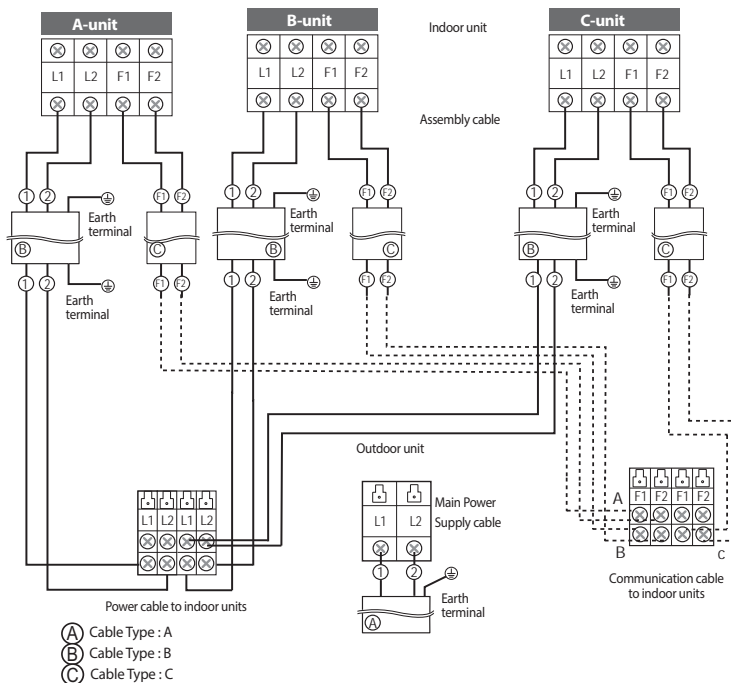 A-unit
B-unit
Indoor unit
C-unit
L1 L2 F1 F2
L1 L2 F1 F2
L1 L2 F1 F2
Assembly cable
1 2 F1 F2
1 2 F1 F2
1 2 F1 F2
Earth
terminal
Earth
terminal
Earth
terminal
B C B C B C
1 2 F1 F2
1 2 F1 F2
1 2 F1 F2
Earth
terminal
Earth
terminal
Earth
terminal
Outdoor unit
L1 L2 L1 L2
L1 L2
Main Power
Supply cable
A F1 F2 F1 F2
B
C
1 2
Earth
terminal
A
Power cable to indoor units
Communication cable
to indoor units
A Cable Type : A
B Cable Type : B
C Cable Type : C